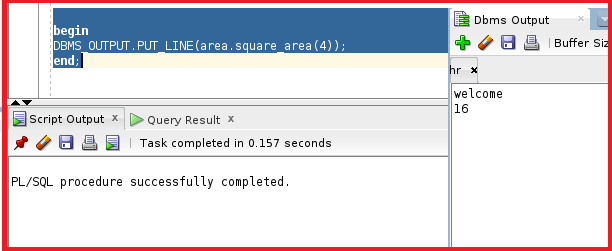 begin
DBMS_OUTPUT.PUT_LINE(area.square_area(4));
end;
Script Output x
Query Result x
Task completed in 0.157 seconds
PL/SQL procedure successfully completed.
Dbms Output x
Buffer Siz
hr x
welcome
16